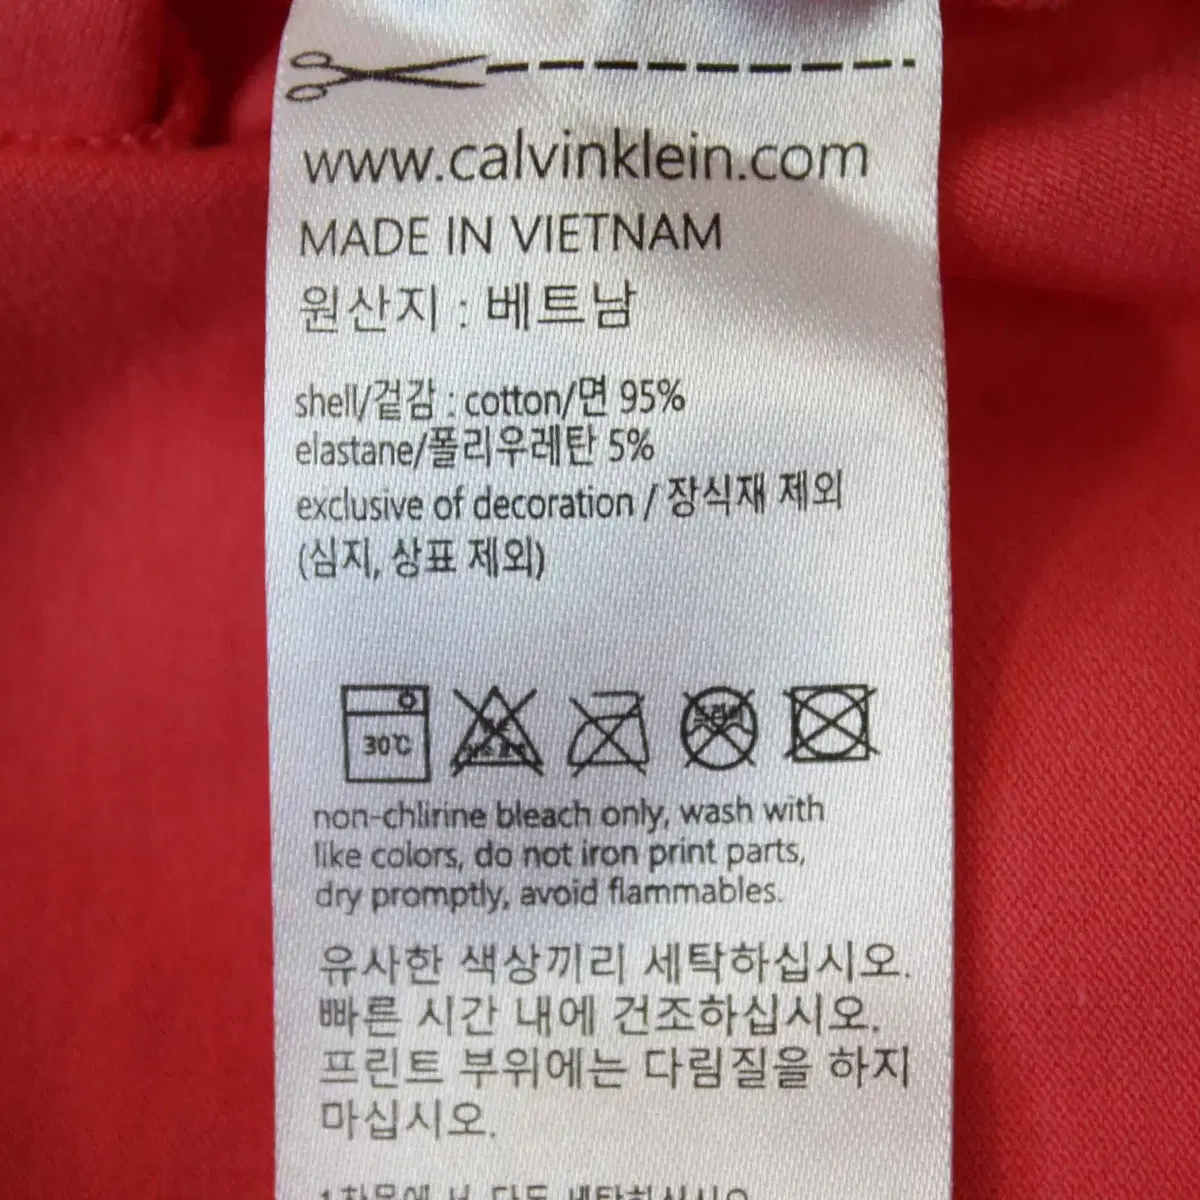 www.calvinklein.com
MADE IN VIETNAM
원산지 : 베트남
shell/겉감 : cotton/면 95%
elastane/폴리우레탄 5%
exclusive of decoration / 장식재 제외
(심지, 상표 제외)
30℃
non-chlirine bleach only, wash with
like colors, do not iron print parts,
dry promptly, avoid flammables.
유사한 색상끼리 세탁하십시오.
빠른 시간 내에 건조하십시오.
프린트 부위에는 다림질을 하지
마십시오.